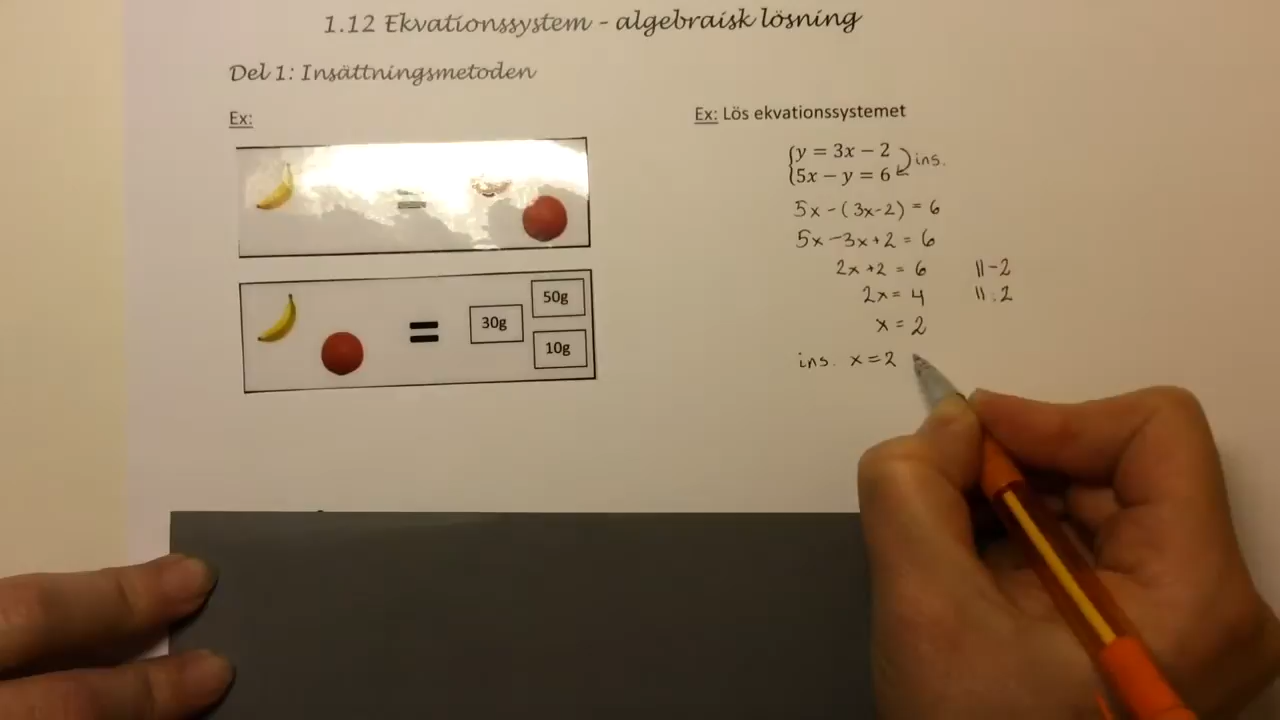 1.12 Ekvationssystem - algebraisk lösning
Del 1: Insättningsmetoden
Ex:
=
=
30g
50g
10g
Ex: Lös ekvationssystemet
{y = 3x − 2
{5x − y = 6
ins.
5x - (3x-2) = 6
5x - 3x + 2 = 6
2x + 2 = 6 || -2
2x = 4 || : 2
x = 2
ins. x = 2